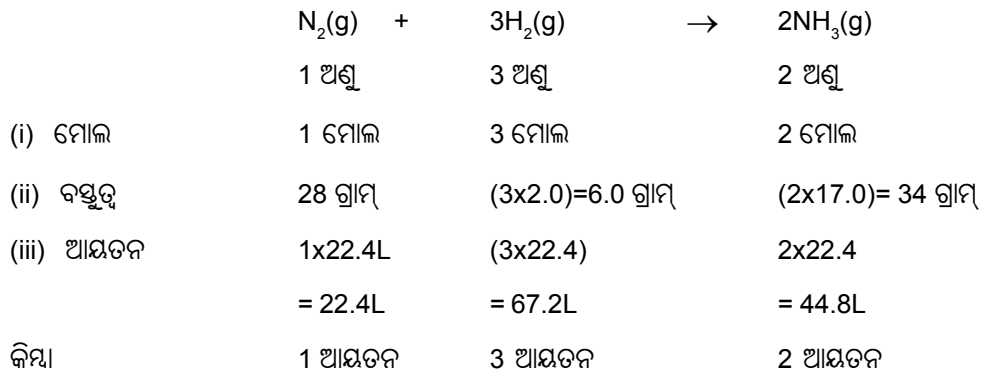 N₂(g) + 3H₂(g) → 2NH₃(g)
1 ଅଣୁ 3 ଅଣୁ 2 ଅଣୁ
(i) ମୋଲ 1 ମୋଲ 3 ମୋଲ 2 ମୋଲ
(ii) ବସ୍ତୁତ୍ୱ 28 ଗ୍ରାମ୍ (3x2.0)=6.0 ଗ୍ରାମ୍ (2x17.0)= 34 ଗ୍ରାମ୍
(iii) ଆୟତନ 1x22.4L (3x22.4) 2x22.4
= 22.4L = 67.2L = 44.8L
କିମ୍ବା 1 ଆୟତନ 3 ଆୟତନ 2 ଆୟତନ